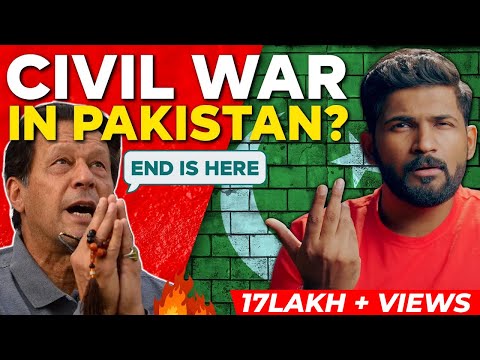 CIVIL WAR
IN PAKISTAN?
END IS HERE
17LAKH + VIEWS